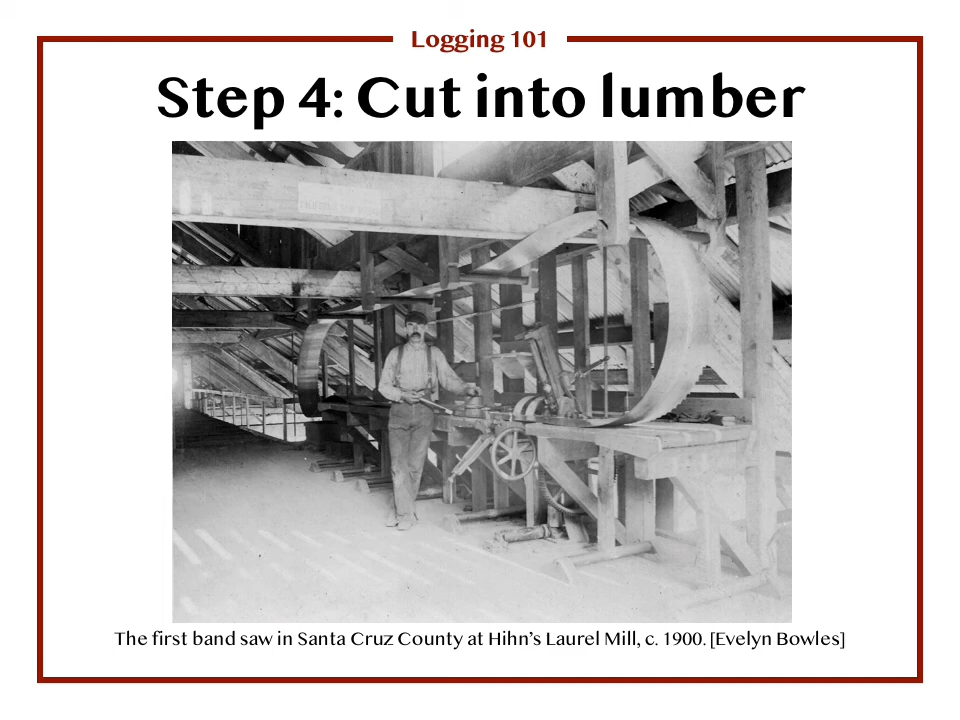 Logging 101
Step 4: Cut into lumber
The first band saw in Santa Cruz County at Hihn’s Laurel Mill, c. 1900. [Evelyn Bowles]